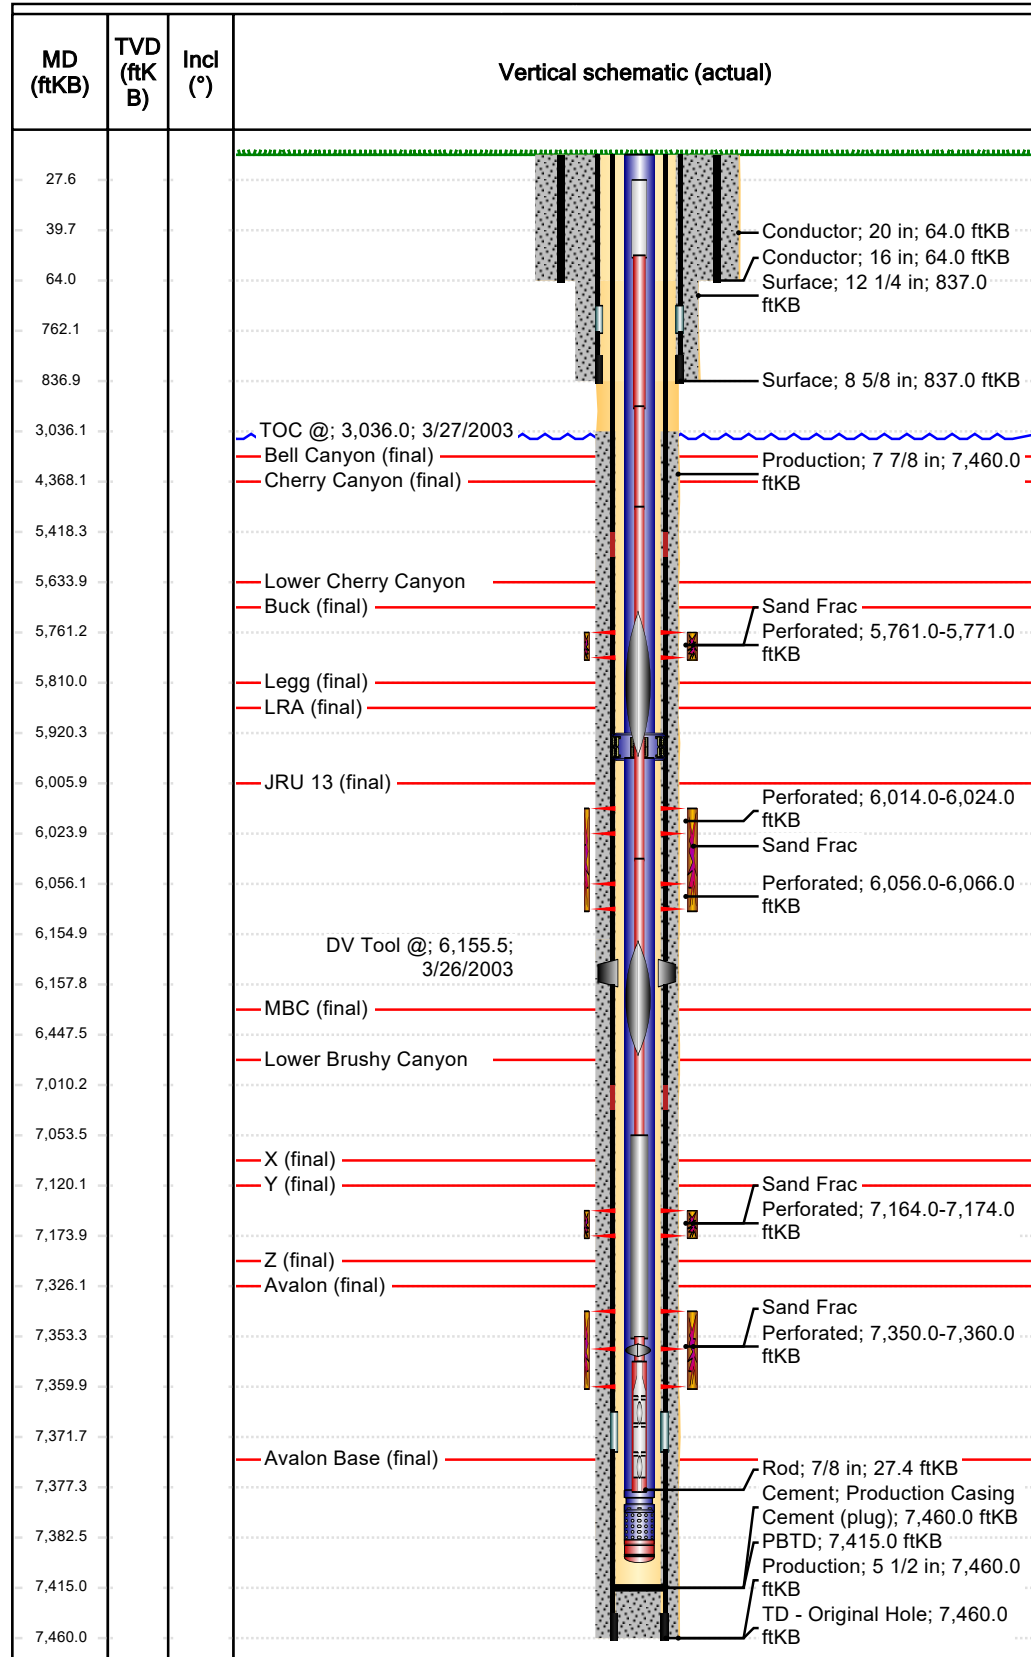 MD
(ftKB)
TVD
(ftK
B)
Incl
(°)
Vertical schematic (actual)
27.6
39.7
64.0
762.1
836.9
3,036.1
4,368.1
5,418.3
5,633.9
5,761.2
5,810.0
5,920.3
6,005.9
6,023.9
6,056.1
6,154.9
6,157.8
6,447.5
7,010.2
7,053.5
7,120.1
7,173.9
7,326.1
7,353.3
7,359.9
7,371.7
7,377.3
7,382.5
7,415.0
7,460.0
TOC @; 3,036.0; 3/27/2003
Bell Canyon (final)
Cherry Canyon (final)
Lower Cherry Canyon
Buck (final)
Legg (final)
LRA (final)
JRU 13 (final)
DV Tool @; 6,155.5;
3/26/2003
MBC (final)
Lower Brushy Canyon
X (final)
Y (final)
Z (final)
Avalon (final)
Avalon Base (final)
Conductor; 20 in; 64.0 ftKB
Conductor; 16 in; 64.0 ftKB
Surface; 12 1/4 in; 837.0
ftKB
Surface; 8 5/8 in; 837.0 ftKB
Production; 7 7/8 in; 7,460.0
ftKB
Sand Frac
Perforated; 5,761.0-5,771.0
ftKB
Perforated; 6,014.0-6,024.0
ftKB
Sand Frac
Perforated; 6,056.0-6,066.0
ftKB
Sand Frac
Perforated; 7,164.0-7,174.0
ftKB
Sand Frac
Perforated; 7,350.0-7,360.0
ftKB
Rod; 7/8 in; 27.4 ftKB
Cement; Production Casing
Cement (plug); 7,460.0 ftKB
PBTD; 7,415.0 ftKB
Production; 5 1/2 in; 7,460.0
ftKB
TD - Original Hole; 7,460.0
ftKB